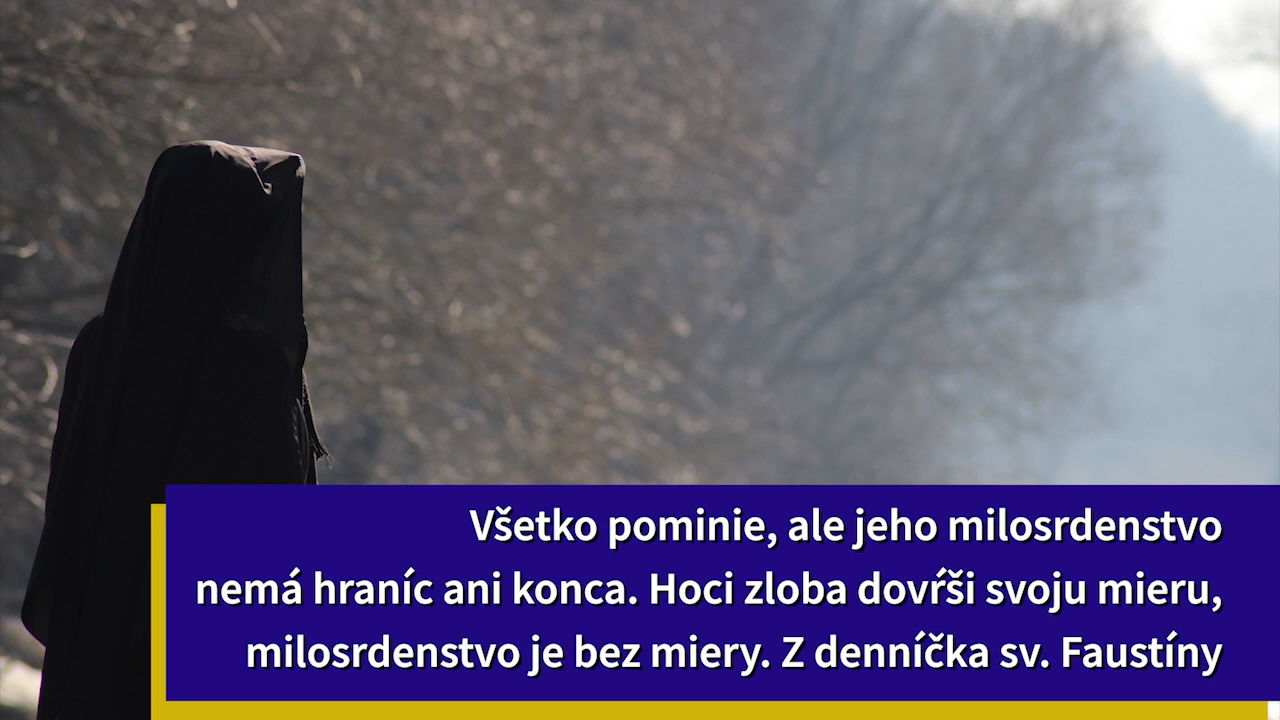 Všetko pominie, ale jeho milosrdenstvo
nemá hraníc ani konca. Hoci zloba dovŕši svoju mieru,
milosrdenstvo je bez miery. Z denníčka sv. Faustíny